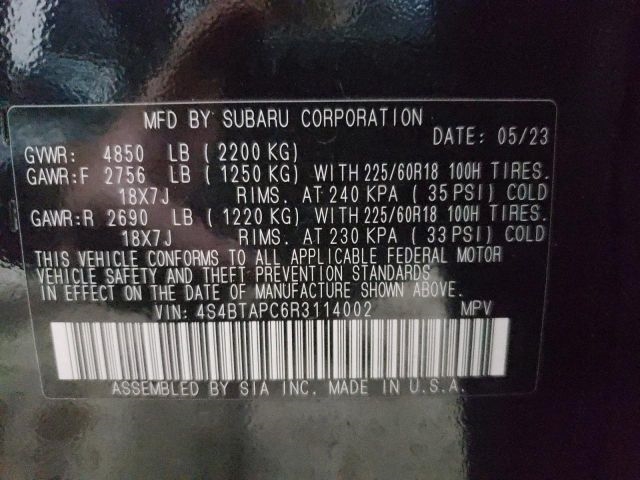 MFD BY SUBARU CORPORATION
DATE: 05/23
GVWR: 4850 LB ( 2200 KG)
GAWR:F 2756 LB ( 1250 KG) WITH 225/60R18 100H TIRES.
18X7J RIMS. AT 240 KPA ( 35 PSI) COLD
GAWR:R 2690 LB ( 1220 KG) WITH 225/60R18 100H TIRES.
18X7J RIMS. AT 230 KPA ( 33 PSI) COLD
THIS VEHICLE CONFORMS TO ALL APPLICABLE FEDERAL MOTOR
VEHICLE SAFETY AND THEFT PREVENTION STANDARDS
IN EFFECT ON THE DATE OF MANUFACTURE SHOWN ABOVE.
VIN: 4S4BTAPC6R3114002 MPV
ASSEMBLED BY SIA INC. MADE IN U.S.A.